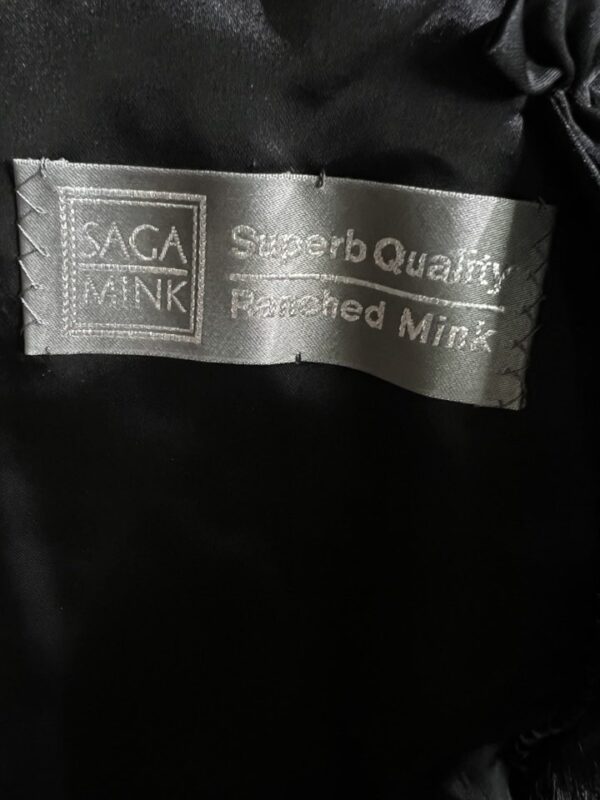 SAGA
MINK
Superb Quality
Ranched Mink